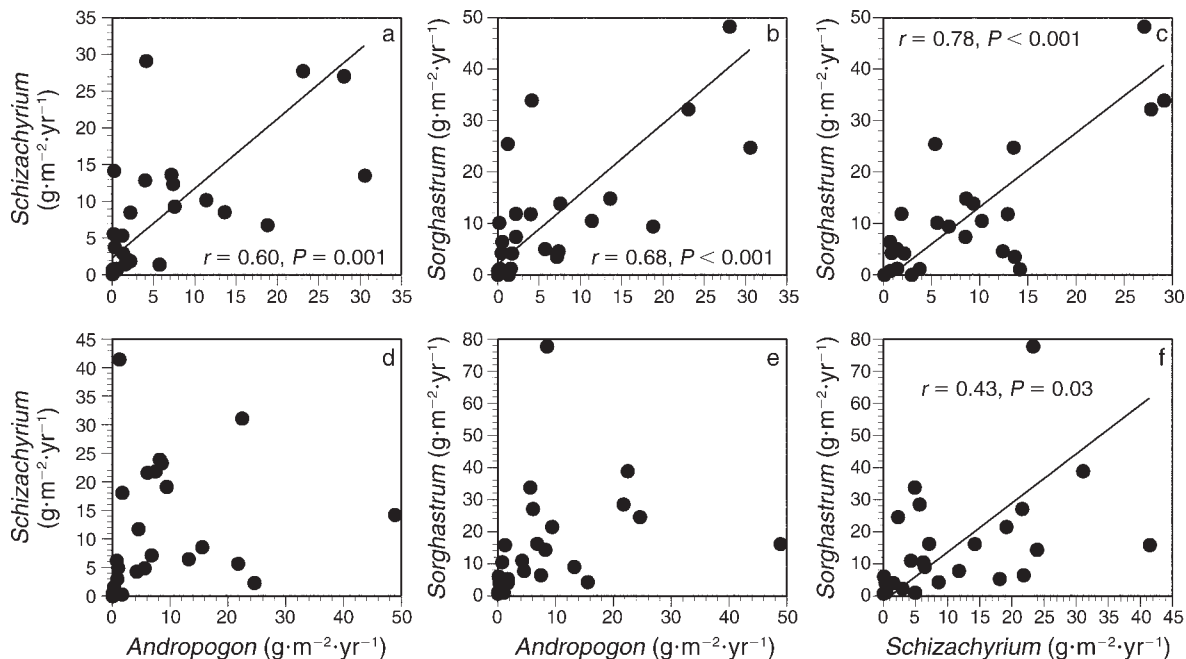 35
30
25
20
15
10
5
0
Schizachyrium
(g·m−2·yr−1)
a
r = 0.60, P = 0.001
0 5 10 15 20 25 30 35
50
40
30
20
10
0
Sorghastrum (g·m−2·yr−1)
b
r = 0.68, P < 0.001
0 5 10 15 20 25 30 35
50
40
30
20
10
0
Sorghastrum (g·m−2·yr−1)
r = 0.78, P < 0.001
c
0 5 10 15 20 25 30
45
40
35
30
25
20
15
10
5
0
Schizachyrium
(g·m−2·yr−1)
d
0 10 20 30 40 50
Andropogon (g·m−2·yr−1)
80
70
60
50
40
30
20
10
0
Sorghastrum (g·m−2·yr−1)
e
0 10 20 30 40 50
Andropogon (g·m−2·yr−1)
80
70
60
50
40
30
20
10
0
Sorghastrum (g·m−2·yr−1)
f
r = 0.43, P = 0.03
0 5 10 15 20 25 30 35 40 45
Schizachyrium (g·m−2·yr−1)